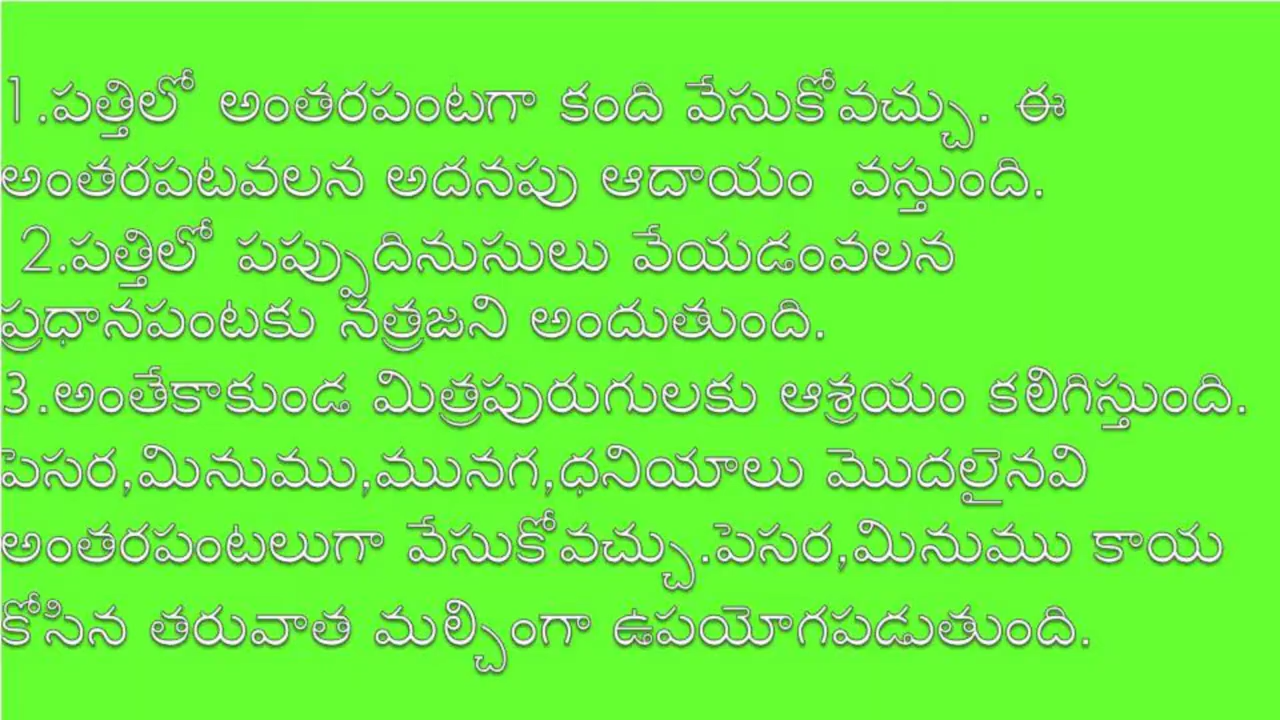 1.పత్తిలో అంతరపంటగా కంది వేసుకోవచ్చు. ఈ
అంతరపటవలన అదనపు ఆదాయం వస్తుంది.
2.పత్తిలో పప్పుదినుసులు వేయడంవలన
ప్రధానపంటకు నత్రజని అందుతుంది.
3.అంతేకాకుండ మిత్రపురుగులకు ఆశ్రయం కలిగిస్తుంది.
పెసర,మినుము,మునగ,ధనియాలు మొదలైనవి
అంతరపంటలుగా వేసుకోవచ్చు.పెసర,మినుము కాయ
కోసిన తరువాత మల్చింగా ఉపయోగపడుతుంది.